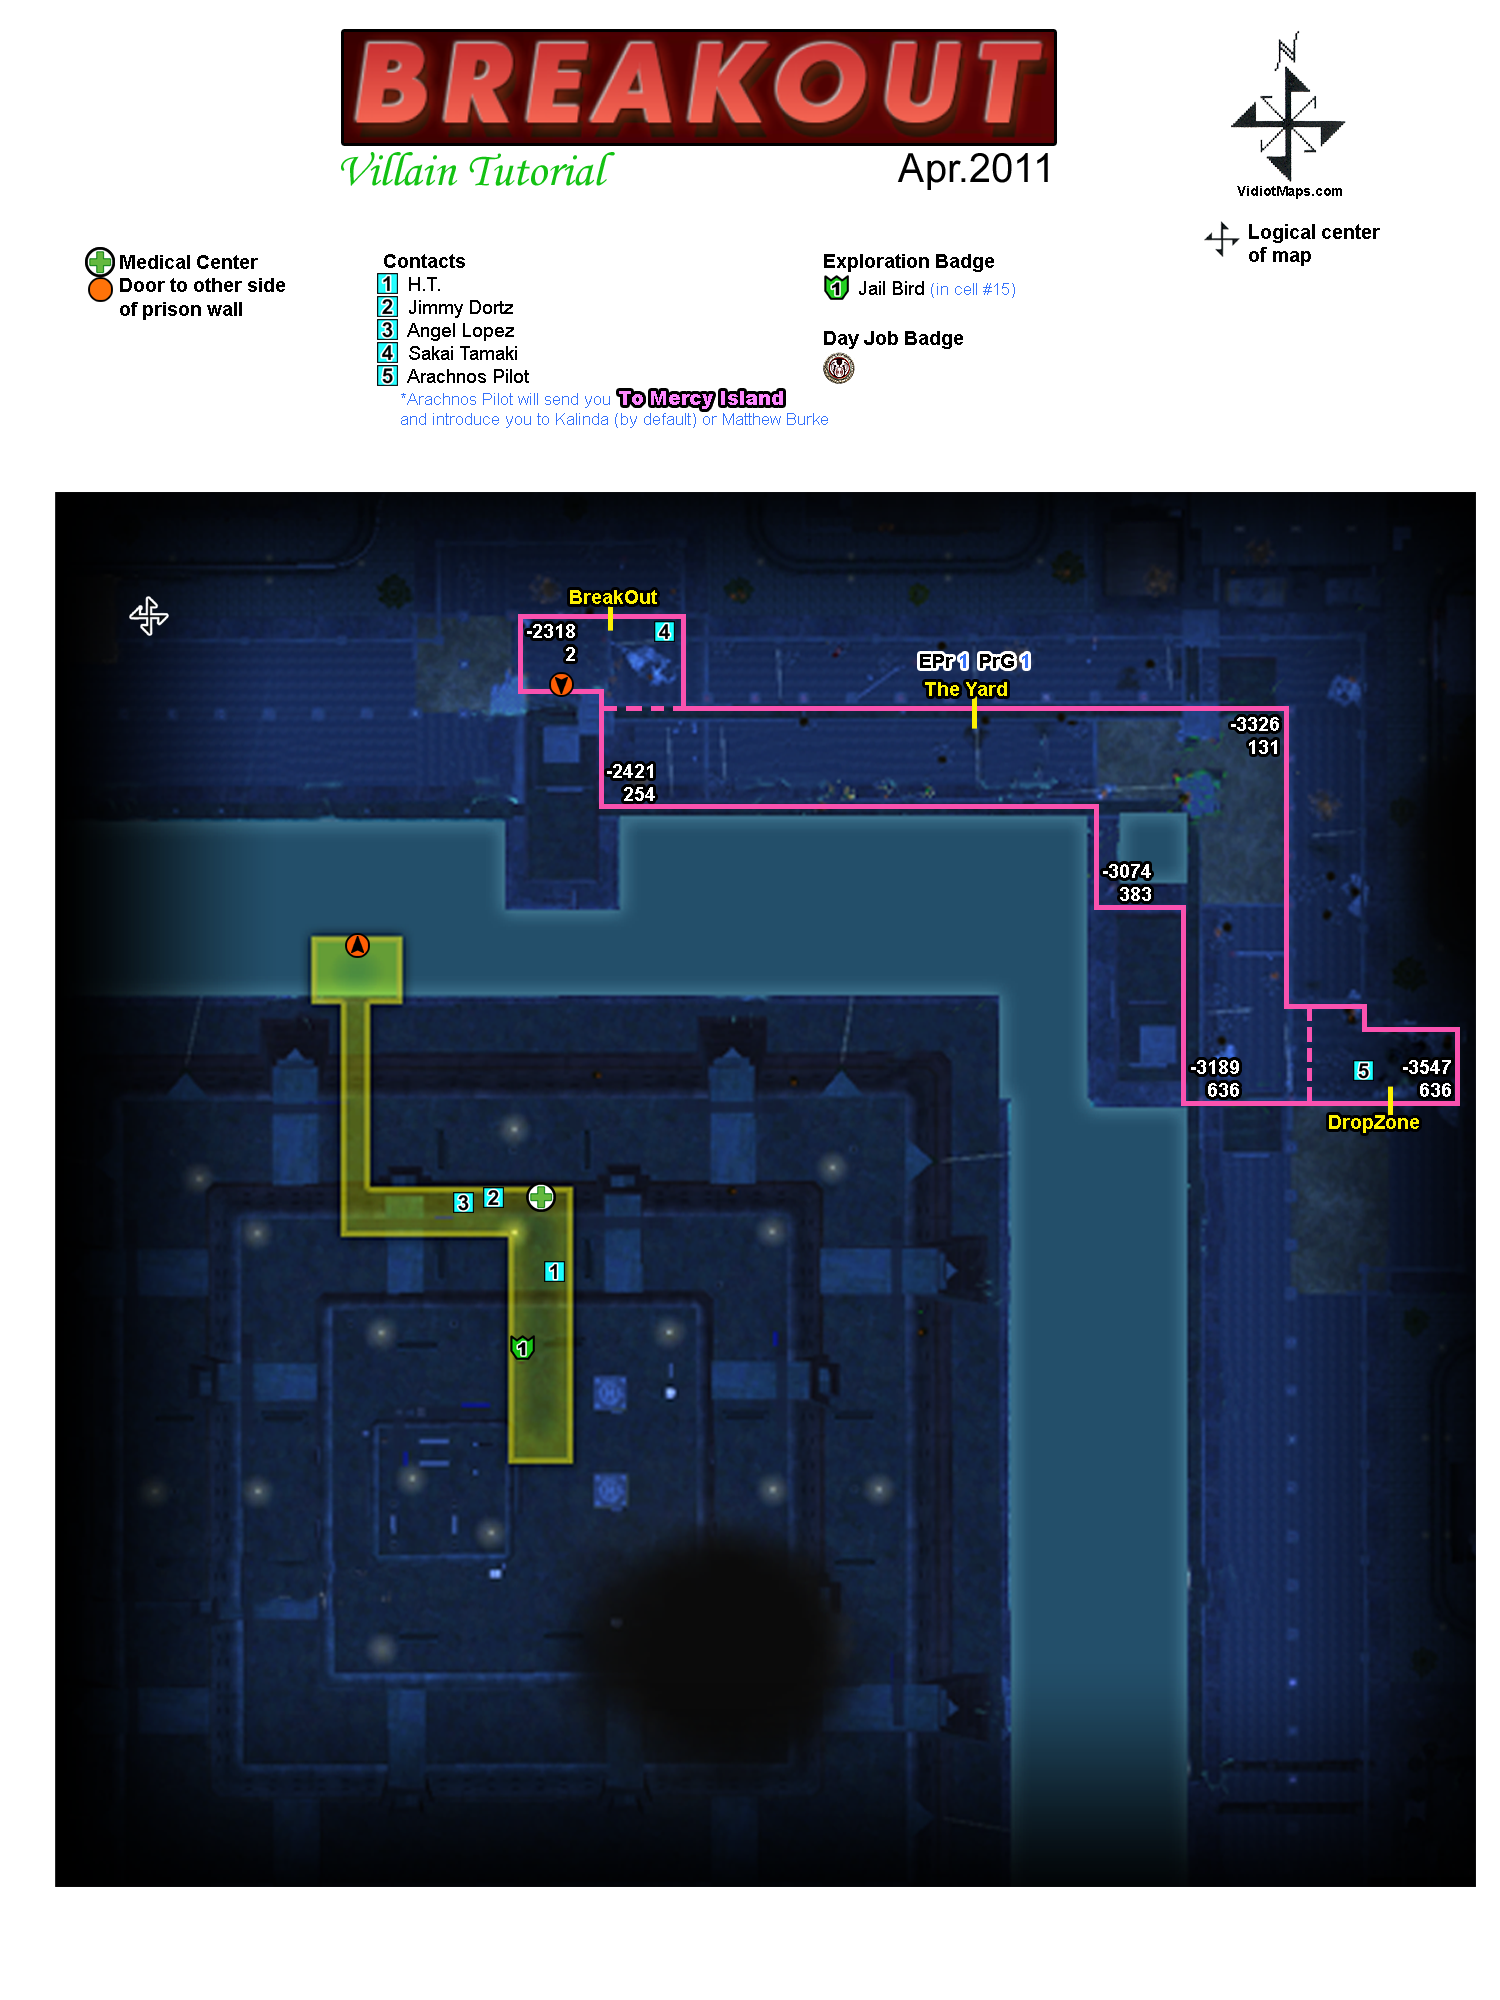 BREAKOUT
Villain Tutorial
Apr.2011
N
VidiotMaps.com
Logical center
of map
Medical Center
Door to other side
of prison wall
Contacts
1 H.T.
2 Jimmy Dortz
3 Angel Lopez
4 Sakai Tamaki
5 Arachnos Pilot
*Arachnos Pilot will send you To Mercy Island
and introduce you to Kalinda (by default) or Matthew Burke
Exploration Badge
1 Jail Bird (in cell #15)
Day Job Badge
BreakOut
-2318
2
4
EPr 1 PrG 1
The Yard
-3326
131
-2421
254
-3074
383
-3189
636
5
-3547
636
DropZone
3
2
1
1